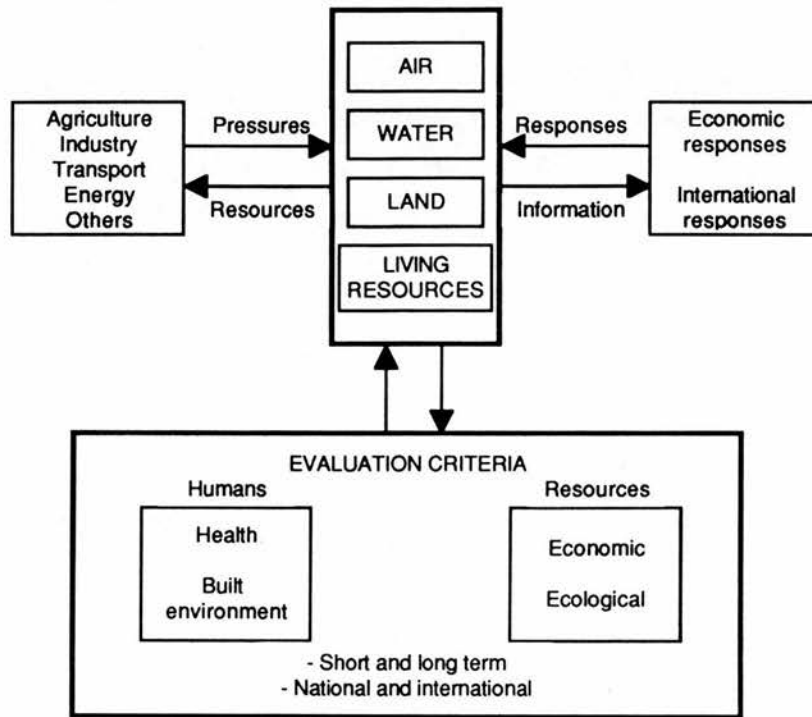 AIR
WATER
LAND
LIVING
RESOURCES
Agriculture
Industry
Transport
Energy
Others
Pressures
Resources
Responses
Information
Economic
responses
International
responses
EVALUATION CRITERIA
Humans
Health
Built
environment
Resources
Economic
Ecological
- Short and long term
- National and international